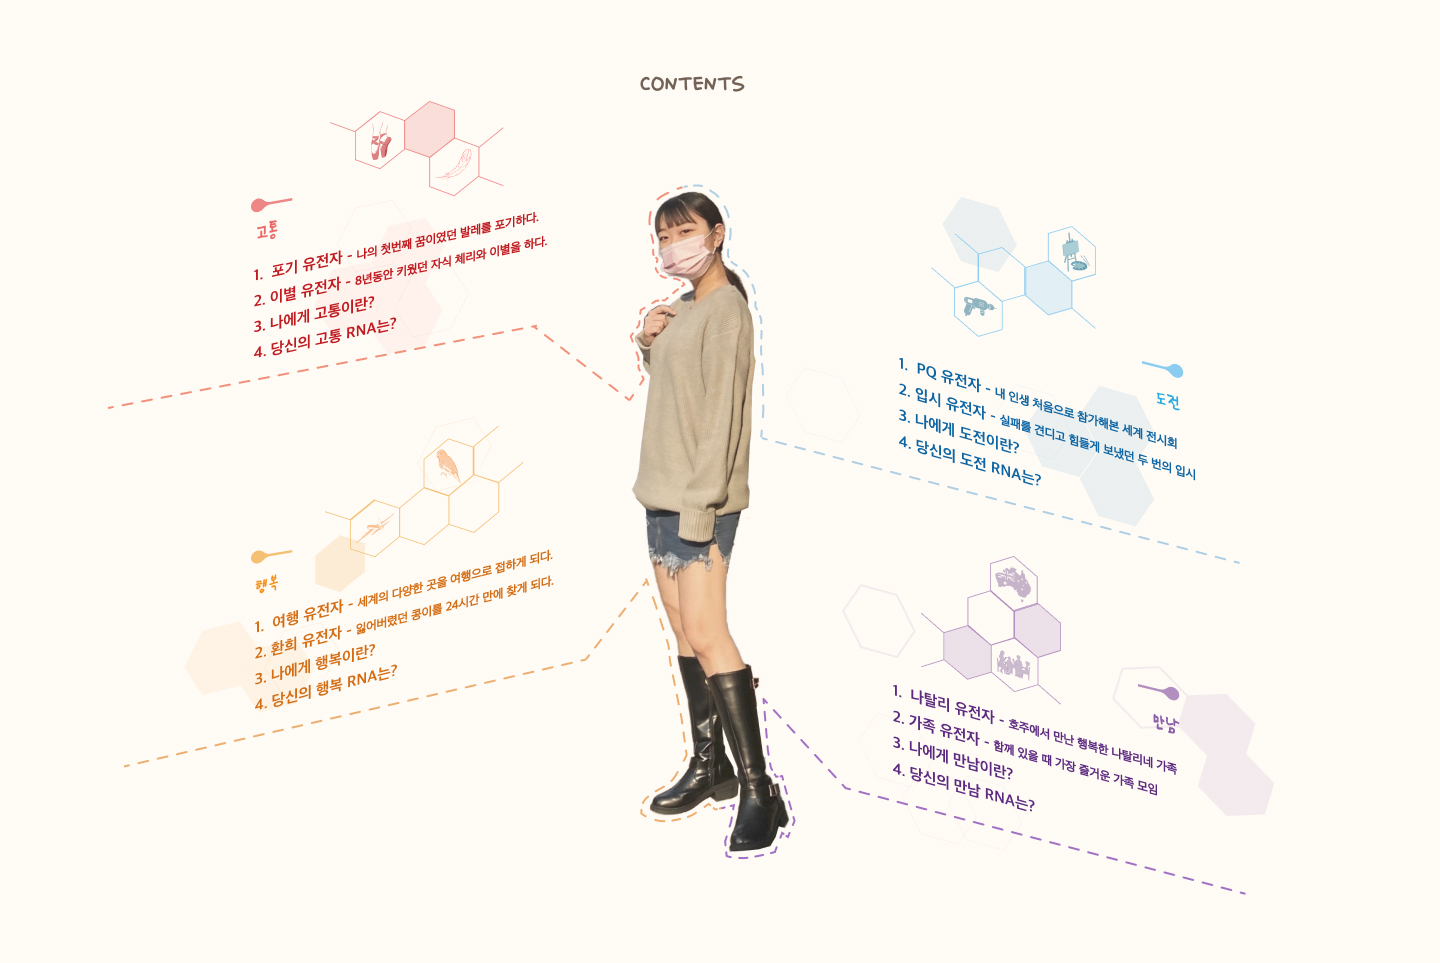 CONTENTS
고통
1. 포기 유전자 - 나의 첫번째 꿈이였던 발레를 포기하다.
2. 이별 유전자 - 8년동안 키웠던 자식 체리와 이별을 하다.
3. 나에게 고통이란?
4. 당신의 고통 RNA는?
도전
1. PQ 유전자 - 내 인생 처음으로 참가해본 세계 전시회
2. 입시 유전자 - 실패를 견디고 힘들게 보냈던 두 번의 입시
3. 나에게 도전이란?
4. 당신의 도전 RNA는?
행복
1. 여행 유전자 - 세계의 다양한 곳을 여행으로 접하게 되다.
2. 환희 유전자 - 잃어버렸던 콩이를 24시간 만에 찾게 되다.
3. 나에게 행복이란?
4. 당신의 행복 RNA는?
만남
1. 나탈리 유전자 - 호주에서 만난 행복한 나탈리네 가족
2. 가족 유전자 - 함께 있을 때 가장 즐거운 가족 모임
3. 나에게 만남이란?
4. 당신의 만남 RNA는?